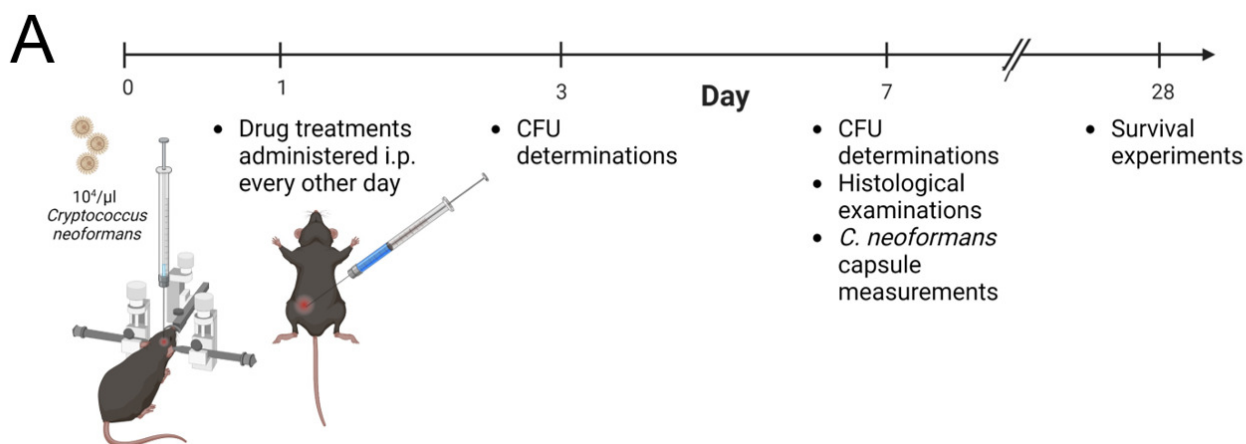 A
0
1
3
Day
7
28
10⁴/µl
Cryptococcus
neoformans
• Drug treatments
administered i.p.
every other day
• CFU
determinations
• CFU
determinations
• Histological
examinations
• C. neoformans
capsule
measurements
• Survival
experiments